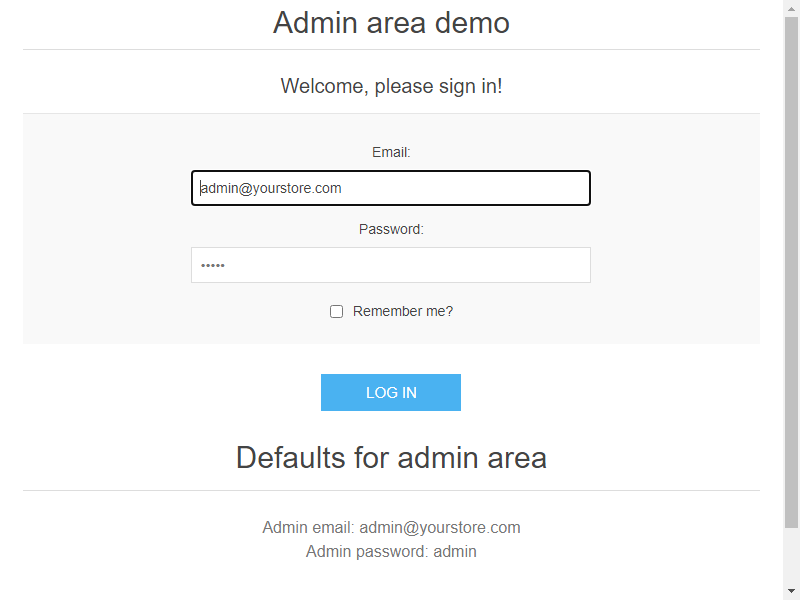 Admin area demo
Welcome, please sign in!
Email:
admin@yourstore.com
Password:
•••••
Remember me?
LOG IN
Defaults for admin area
Admin email: admin@yourstore.com
Admin password: admin